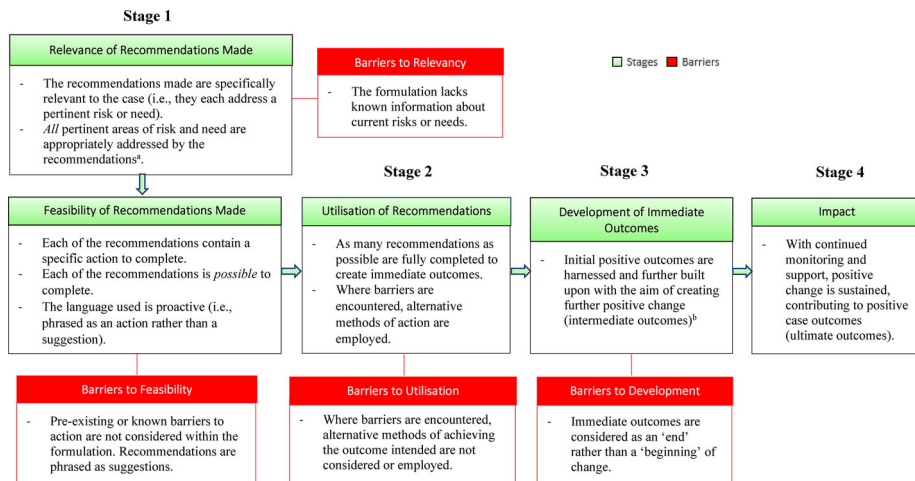 Stage 1
Relevance of Recommendations Made
- The recommendations made are specifically
relevant to the case (i.e., they each address a
pertinent risk or need).
- All pertinent areas of risk and need are
appropriately addressed by the
recommendationsᵃ.
Barriers to Relevancy
- The formulation lacks
known information about
current risks or needs.
Stages
Barriers
Feasibility of Recommendations Made
- Each of the recommendations contain a
specific action to complete.
- Each of the recommendations is possible to
complete.
- The language used is proactive (i.e.,
phrased as an action rather than a
suggestion).
Barriers to Feasibility
- Pre-existing or known barriers to
action are not considered within the
formulation. Recommendations are
phrased as suggestions.
Stage 2
Utilisation of Recommendations
- As many recommendations as
possible are fully completed to
create immediate outcomes.
- Where barriers are
encountered, alternative
methods of action are
employed.
Barriers to Utilisation
- Where barriers are encountered,
alternative methods of achieving
the outcome intended are not
considered or employed.
Stage 3
Development of Immediate
Outcomes
- Initial positive outcomes are
harnessed and further built
upon with the aim of creating
further positive change
(intermediate outcomes)ᵇ
Barriers to Development
- Immediate outcomes are
considered as an ‘end’
rather than a ‘beginning’ of
change.
Stage 4
Impact
- With continued
monitoring and
support, positive
change is sustained,
contributing to positive
case outcomes
(ultimate outcomes).